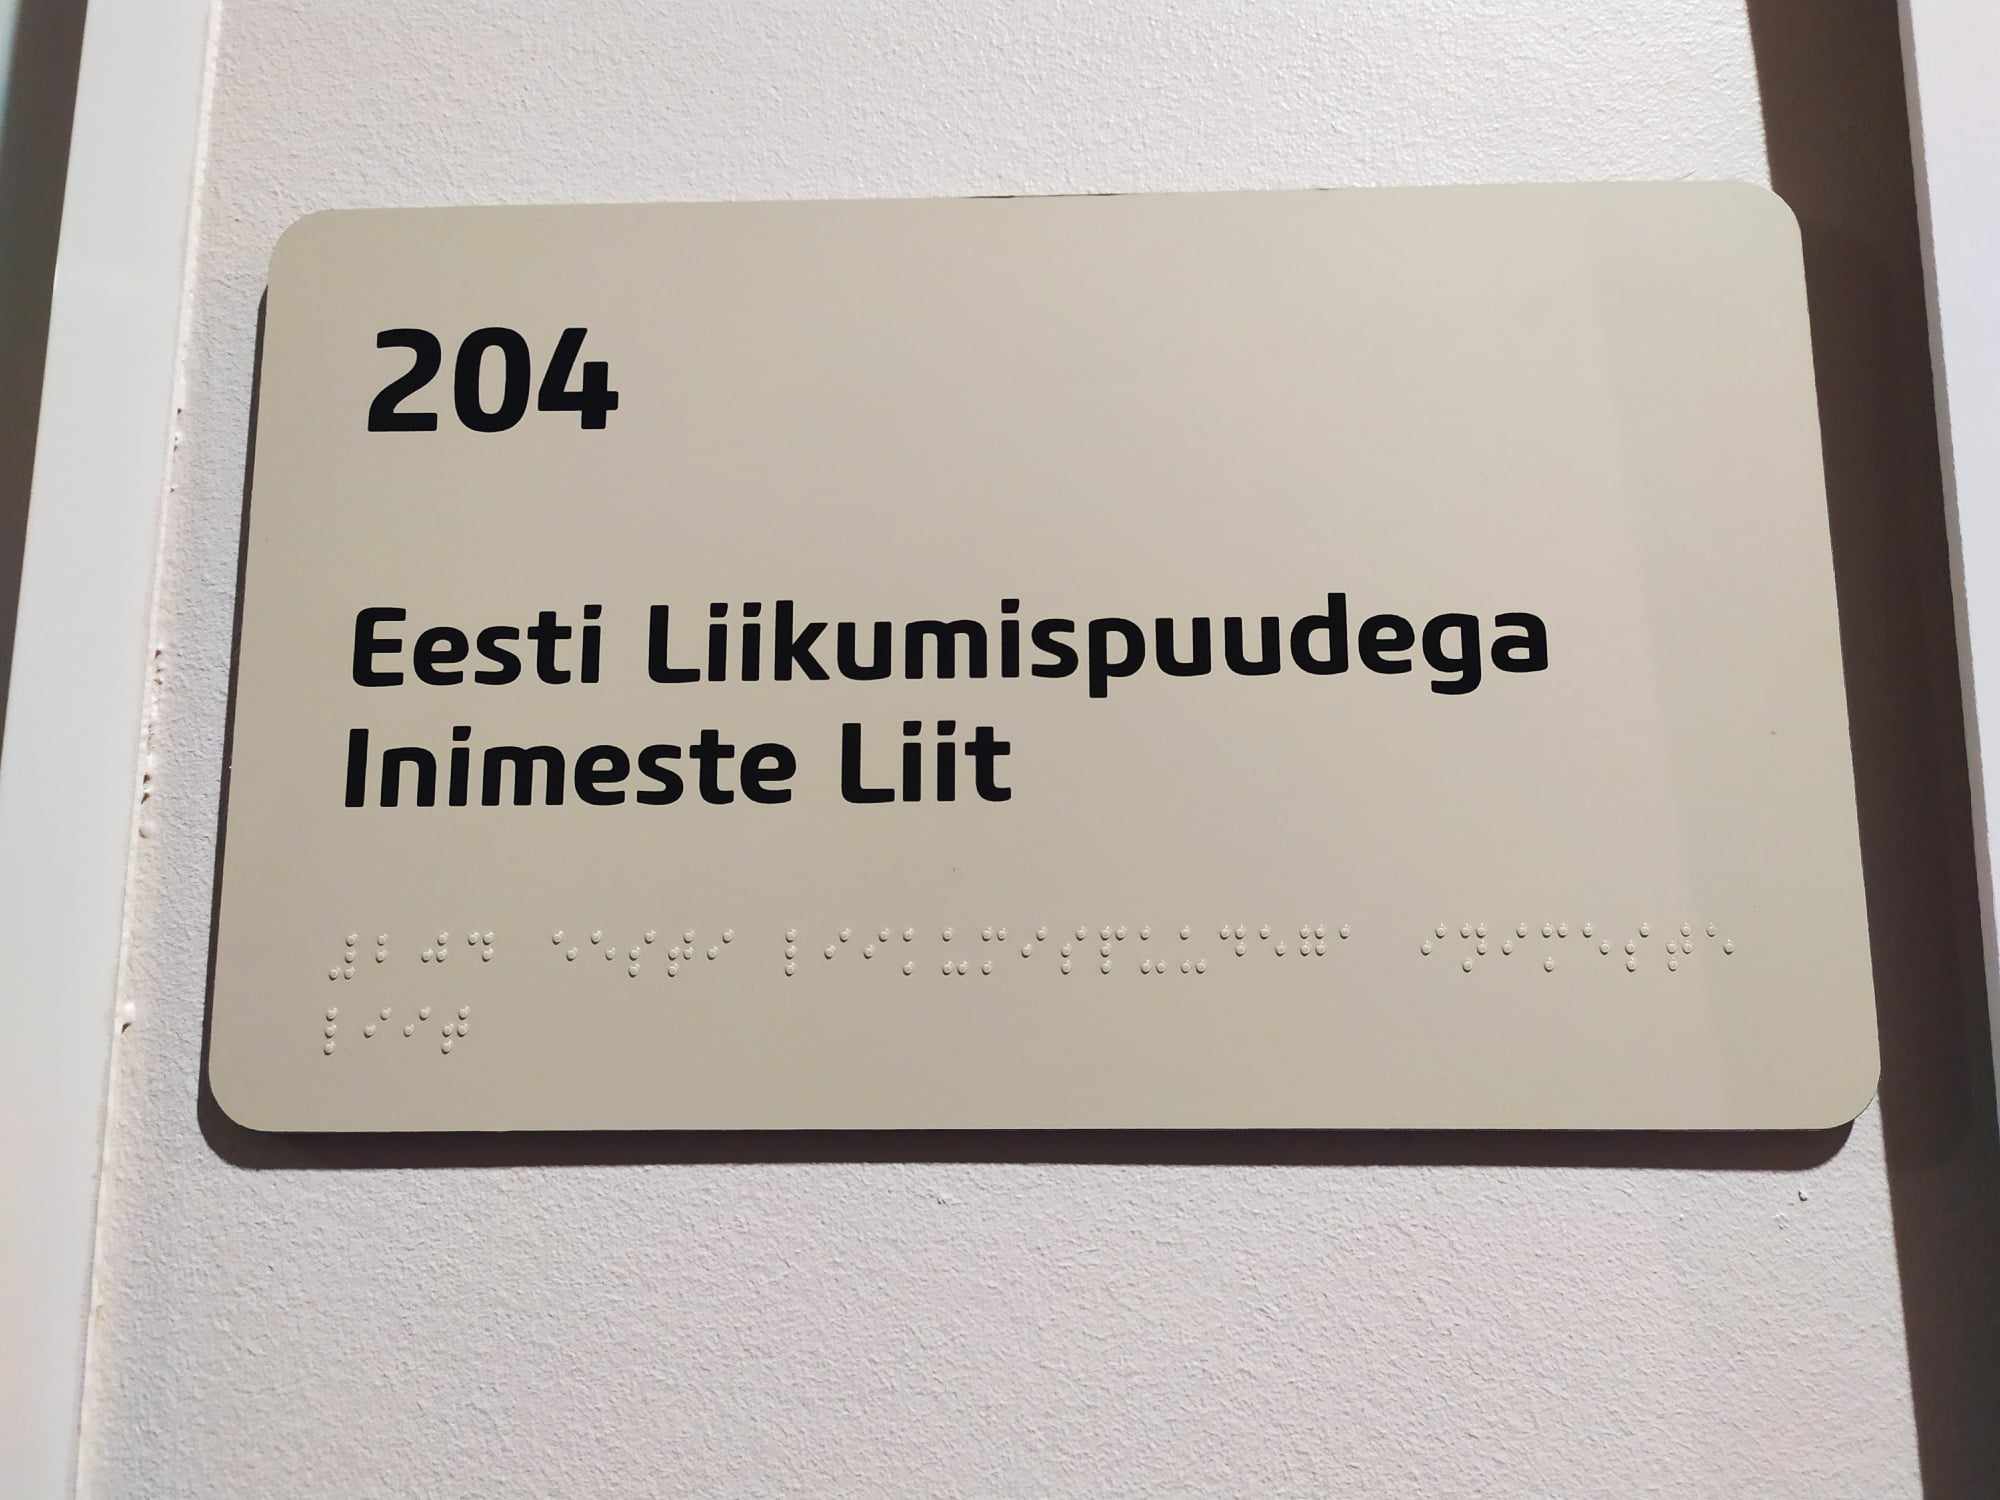 204
Eesti Liikumispuudega
Inimeste Liit
⠼⠃⠚⠙ ⠑⠑⠎⠞⠊ ⠇⠊⠊⠅⠥⠍⠊⠎⠏⠥⠥⠙⠑⠛⠁ ⠊⠝⠊⠍⠑⠎⠞⠑
⠇⠊⠊⠞